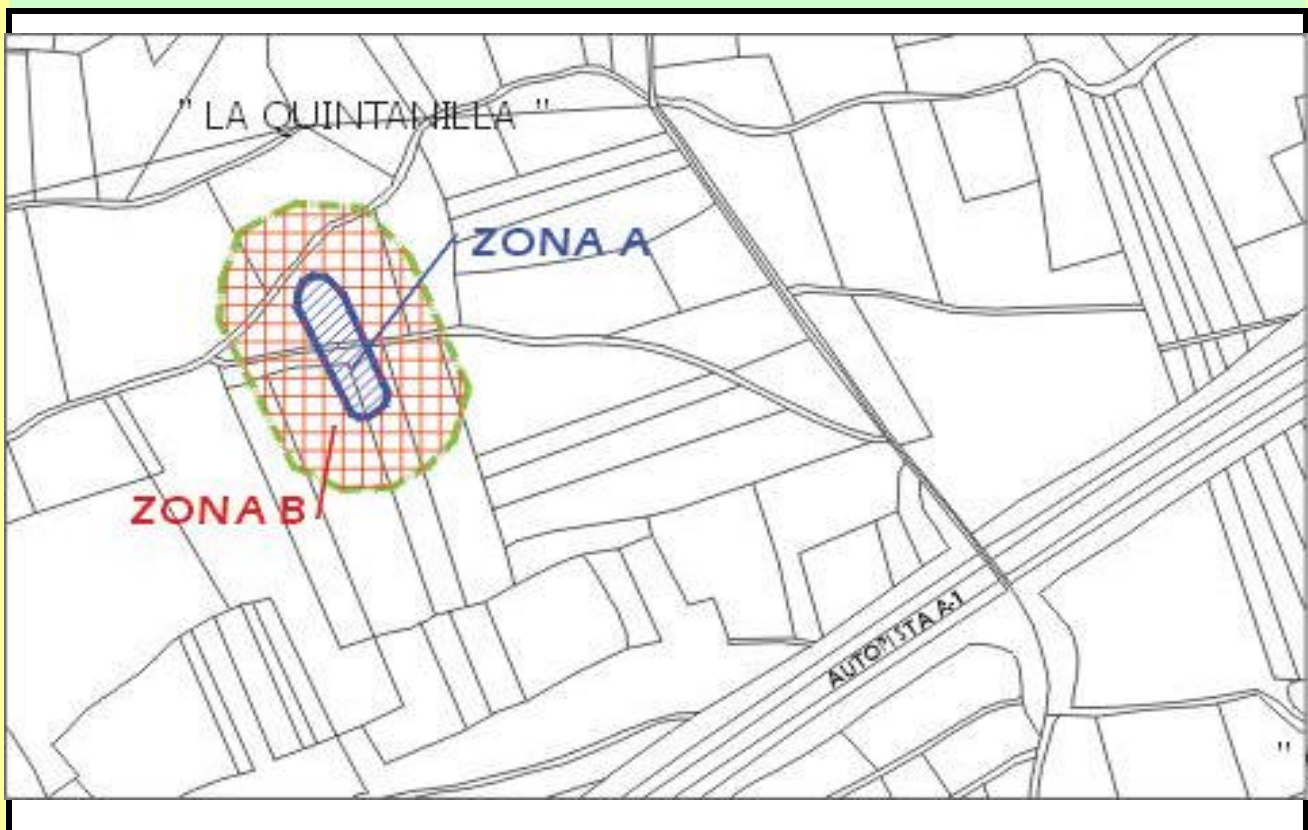 " LA QUINTANILLA "
ZONA A
ZONA B
AUTOPISTA A-1
"